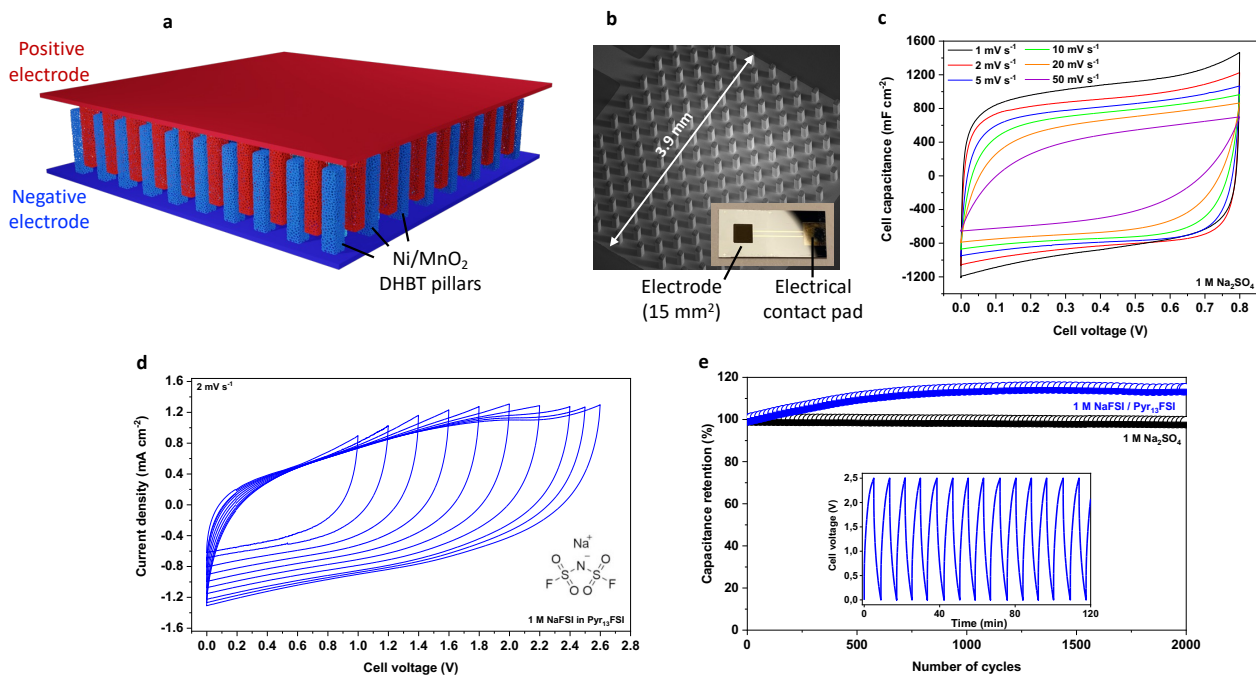 a
Positive
electrode
Negative
electrode
Ni/MnO₂
DHBT pillars
b
3.9 mm
Electrode
(15 mm²)
Electrical
contact pad
c
1600
1200
800
400
0
-400
-800
-1200
Cell capacitance (mF cm⁻²)
1 mV s⁻¹
2 mV s⁻¹
5 mV s⁻¹
10 mV s⁻¹
20 mV s⁻¹
50 mV s⁻¹
1 M Na₂SO₄
0.0 0.1 0.2 0.3 0.4 0.5 0.6 0.7 0.8
Cell voltage (V)
d
2 mV s⁻¹
1.6
1.2
0.8
0.4
0.0
-0.4
-0.8
-1.2
-1.6
Current density (mA cm⁻²)
Na⁺
O O
N⁻
S S
F F
O O
1 M NaFSI in Pyr₁₃FSI
0.0 0.2 0.4 0.6 0.8 1.0 1.2 1.4 1.6 1.8 2.0 2.2 2.4 2.6 2.8
Cell voltage (V)
e
120
100
80
60
40
20
0
Capacitance retention (%)
1 M NaFSI / Pyr₁₃FSI
1 M Na₂SO₄
2,5
2,0
1,5
1,0
0,5
0,0
Cell voltage (V)
0 20 40 60 80 100 120
Time (min)
0 500 1000 1500 2000
Number of cycles